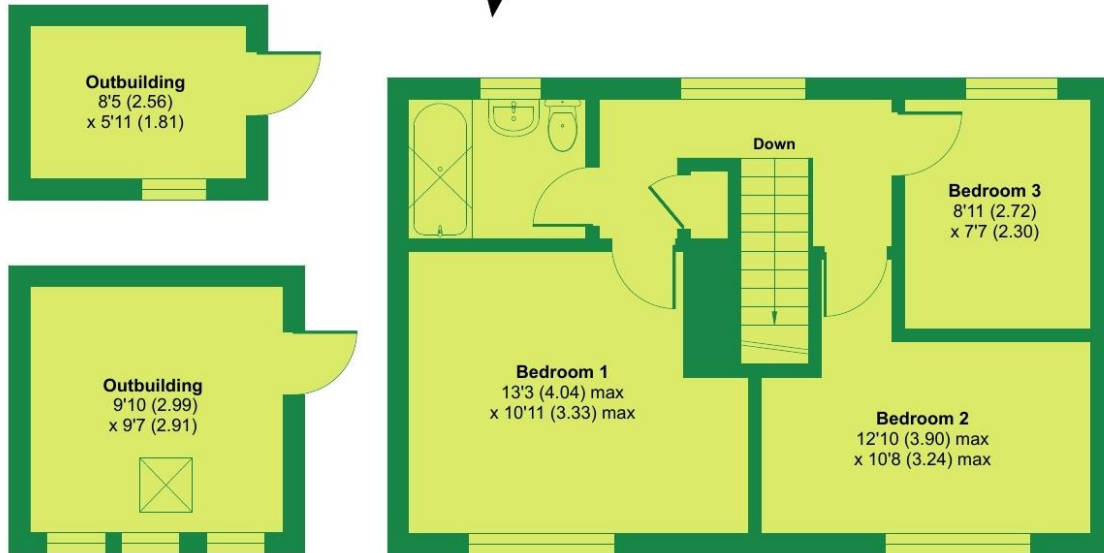 Outbuilding
8'5 (2.56)
x 5'11 (1.81)
Down
Bedroom 3
8'11 (2.72)
x 7'7 (2.30)
Outbuilding
9'10 (2.99)
x 9'7 (2.91)
Bedroom 1
13'3 (4.04) max
x 10'11 (3.33) max
Bedroom 2
12'10 (3.90) max
x 10'8 (3.24) max